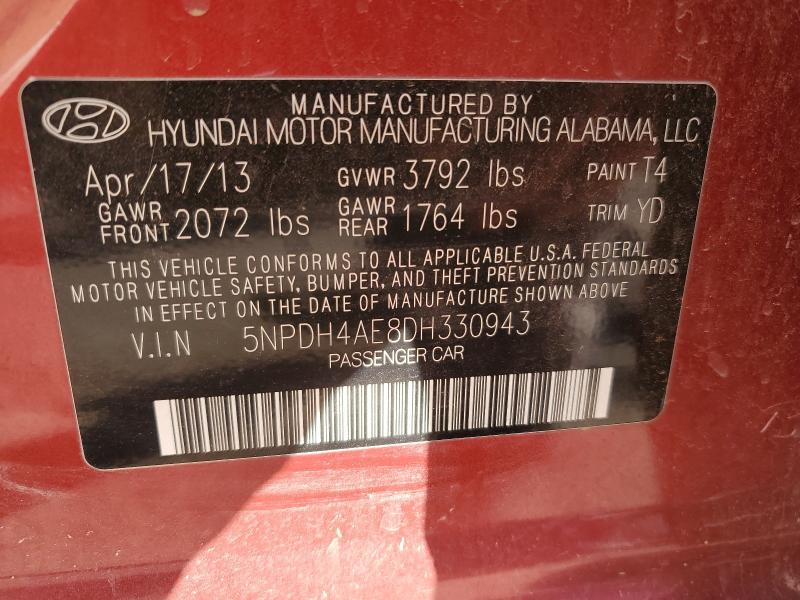 MANUFACTURED BY
HYUNDAI MOTOR MANUFACTURING ALABAMA, LLC
Apr/17/13 GVWR 3792 lbs PAINT T4
GAWR FRONT 2072 lbs GAWR REAR 1764 lbs TRIM YD
THIS VEHICLE CONFORMS TO ALL APPLICABLE U.S.A. FEDERAL
MOTOR VEHICLE SAFETY, BUMPER, AND THEFT PREVENTION STANDARDS
IN EFFECT ON THE DATE OF MANUFACTURE SHOWN ABOVE
V.I.N 5NPDH4AE8DH330943
PASSENGER CAR